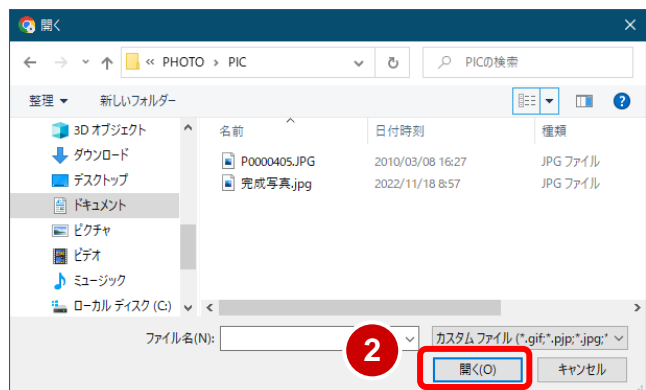 開く
« PHOTO › PIC
PICの検索
整理 新しいフォルダー
3D オブジェクト
ダウンロード
デスクトップ
ドキュメント
ピクチャ
ビデオ
ミュージック
ローカル ディスク (C:)
名前 日付時刻 種類
P0000405.JPG 2010/03/08 16:27 JPG ファイル
完成写真.jpg 2022/11/18 8:57 JPG ファイル
ファイル名(N):
カスタム ファイル (*.gif;*.pjp;*.jpg;*
2
開く(O)
キャンセル